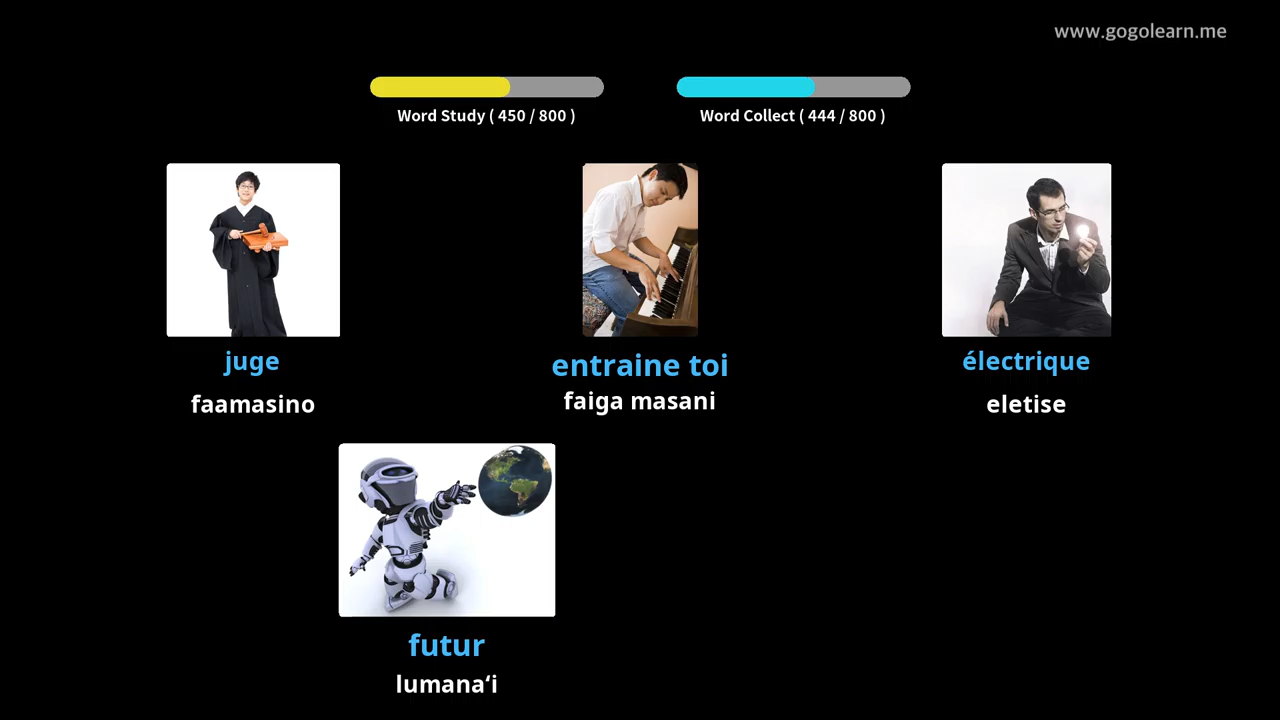 www.gogolearn.me
Word Study ( 450 / 800 )
Word Collect ( 444 / 800 )
juge
faamasino
entraine toi
faiga masani
électrique
eletise
futur
lumana‘i